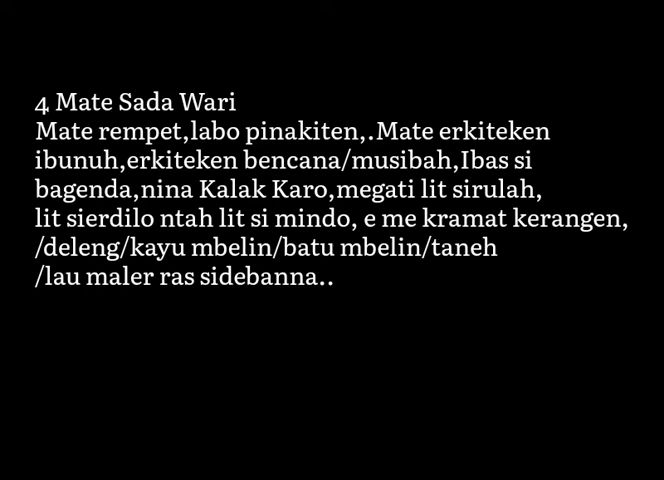 4 Mate Sada Wari
Mate rempet,labo pinakiten,.Mate erkiteken
ibunuh,erkiteken bencana/musibah,Ibas si
bagenda,nina Kalak Karo,megati lit sirulah,
lit sierdilo ntah lit si mindo, e me kramat kerangen,
/deleng/kayu mbelin/batu mbelin/taneh
/lau maler ras sidebanna..